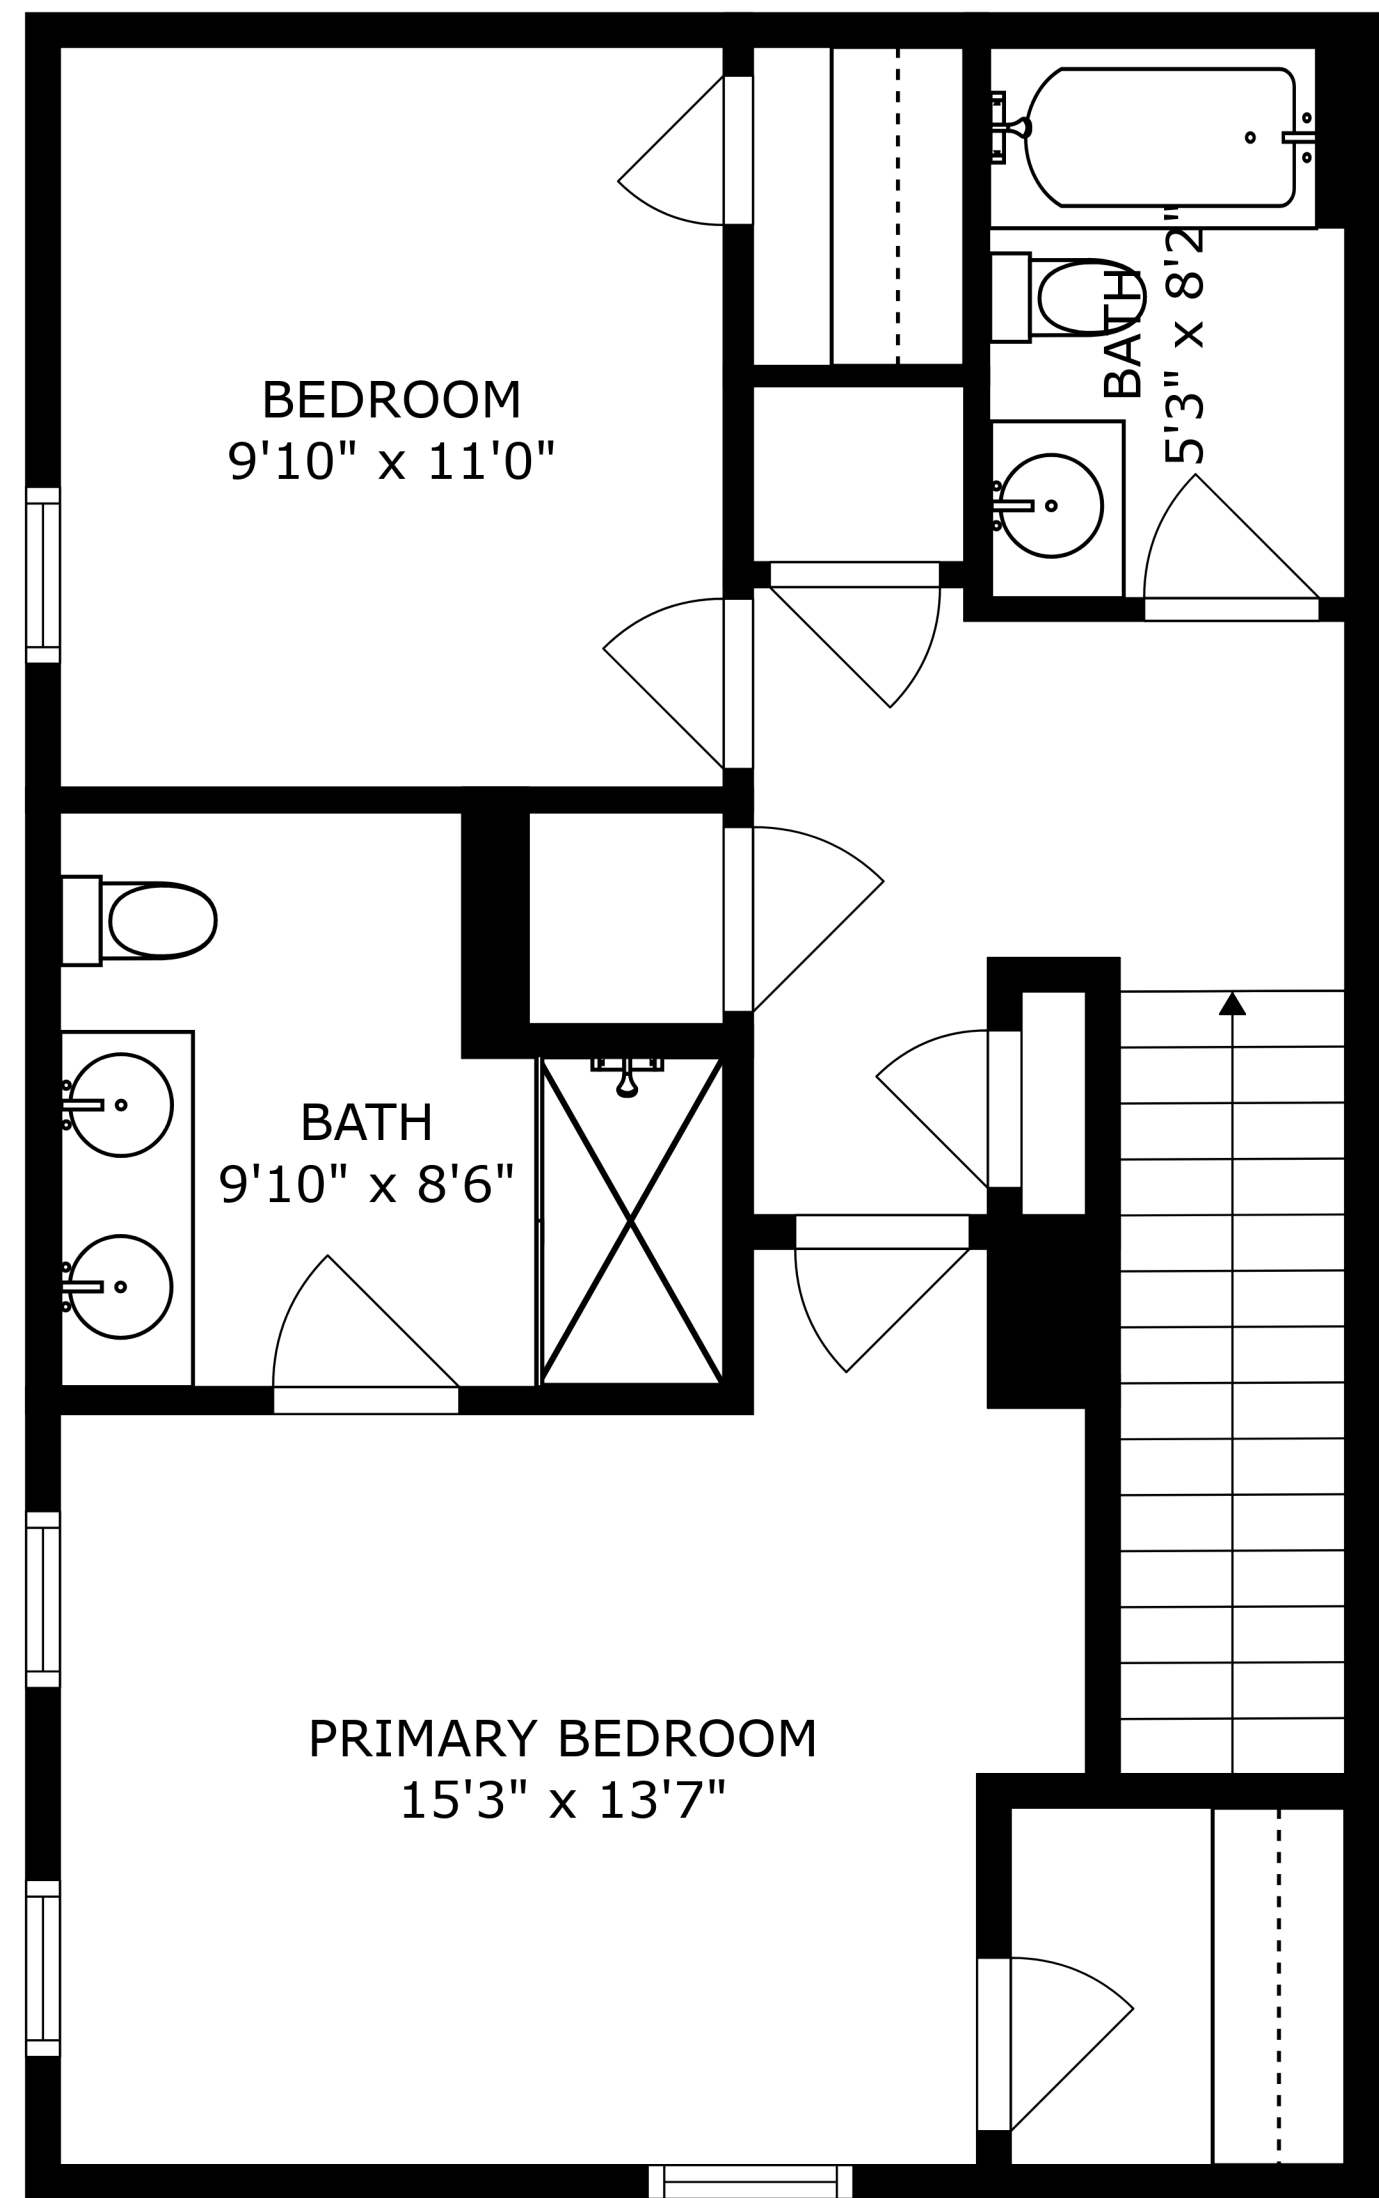 BEDROOM
9'10" x 11'0"
BATH
5'3" x 8'2"
BATH
9'10" x 8'6"
PRIMARY BEDROOM
15'3" x 13'7"